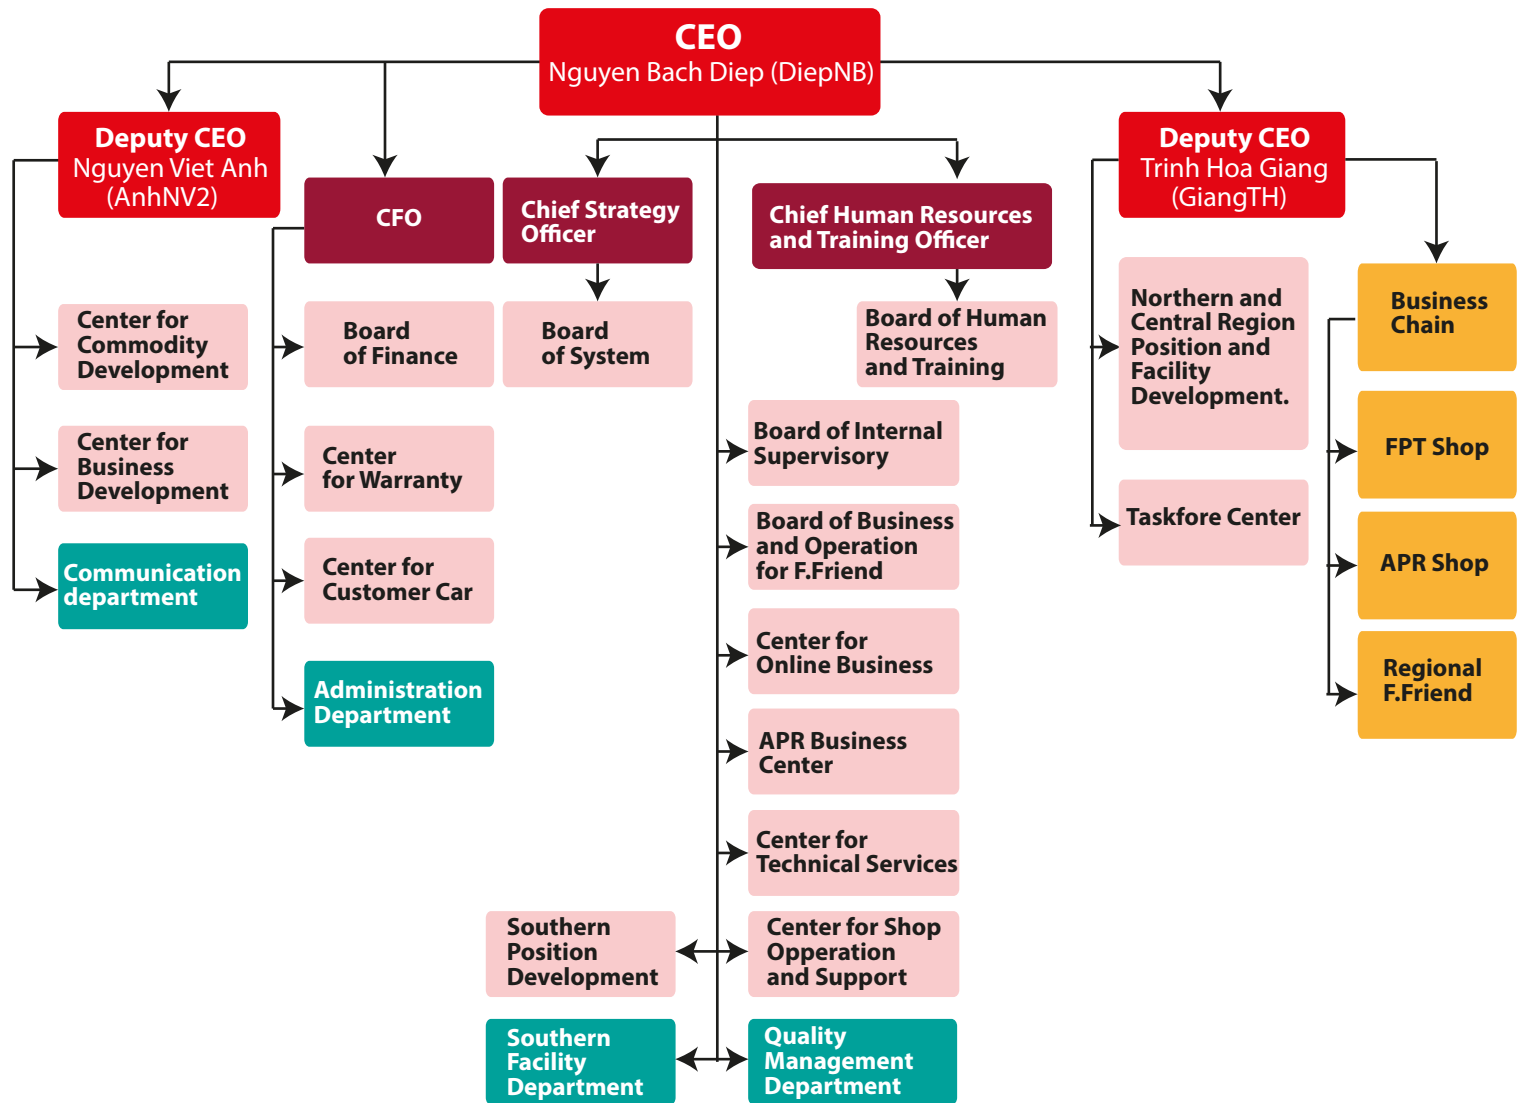 CEO
Nguyen Bach Diep (DiepNB)
Deputy CEO
Nguyen Viet Anh
(AnhNV2)
Deputy CEO
Trinh Hoa Giang
(GiangTH)
CFO
Chief Strategy
Officer
Chief Human Resources
and Training Officer
Center for
Commodity
Development
Center for
Business
Development
Communication
department
Board
of Finance
Center
for Warranty
Center for
Customer Car
Administration
Department
Board
of System
Board of Human
Resources
and Training
Board of Internal
Supervisory
Board of Business
and Operation
for F.Friend
Center for
Online Business
APR Business
Center
Center for
Technical Services
Southern
Position
Development
Center for Shop
Opperation
and Support
Southern
Facility
Department
Quality
Management
Department
Northern and
Central Region
Position and
Facility
Development.
Taskfore Center
Business
Chain
FPT Shop
APR Shop
Regional
F.Friend